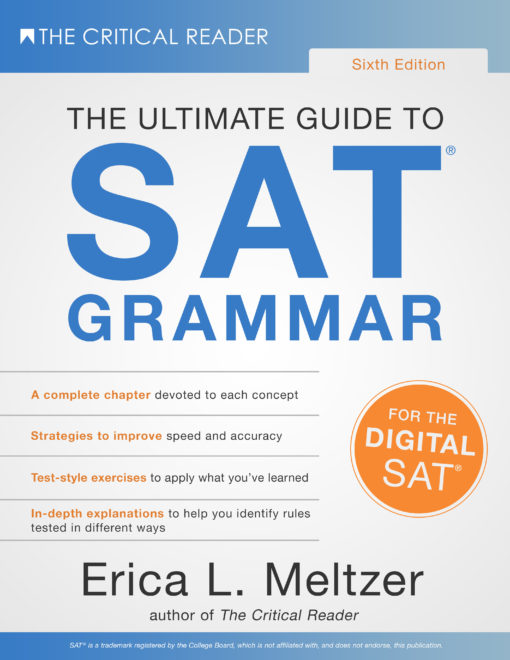 THE CRITICAL READER
Sixth Edition
THE ULTIMATE GUIDE TO
SAT®
GRAMMAR
A complete chapter devoted to each concept
Strategies to improve speed and accuracy
Test-style exercises to apply what you've learned
In-depth explanations to help you identify rules
tested in different ways
FOR THE
DIGITAL
SAT®
Erica L. Meltzer
author of The Critical Reader
SAT® is a trademark registered by the College Board, which is not affiliated with, and does not endorse, this publication.